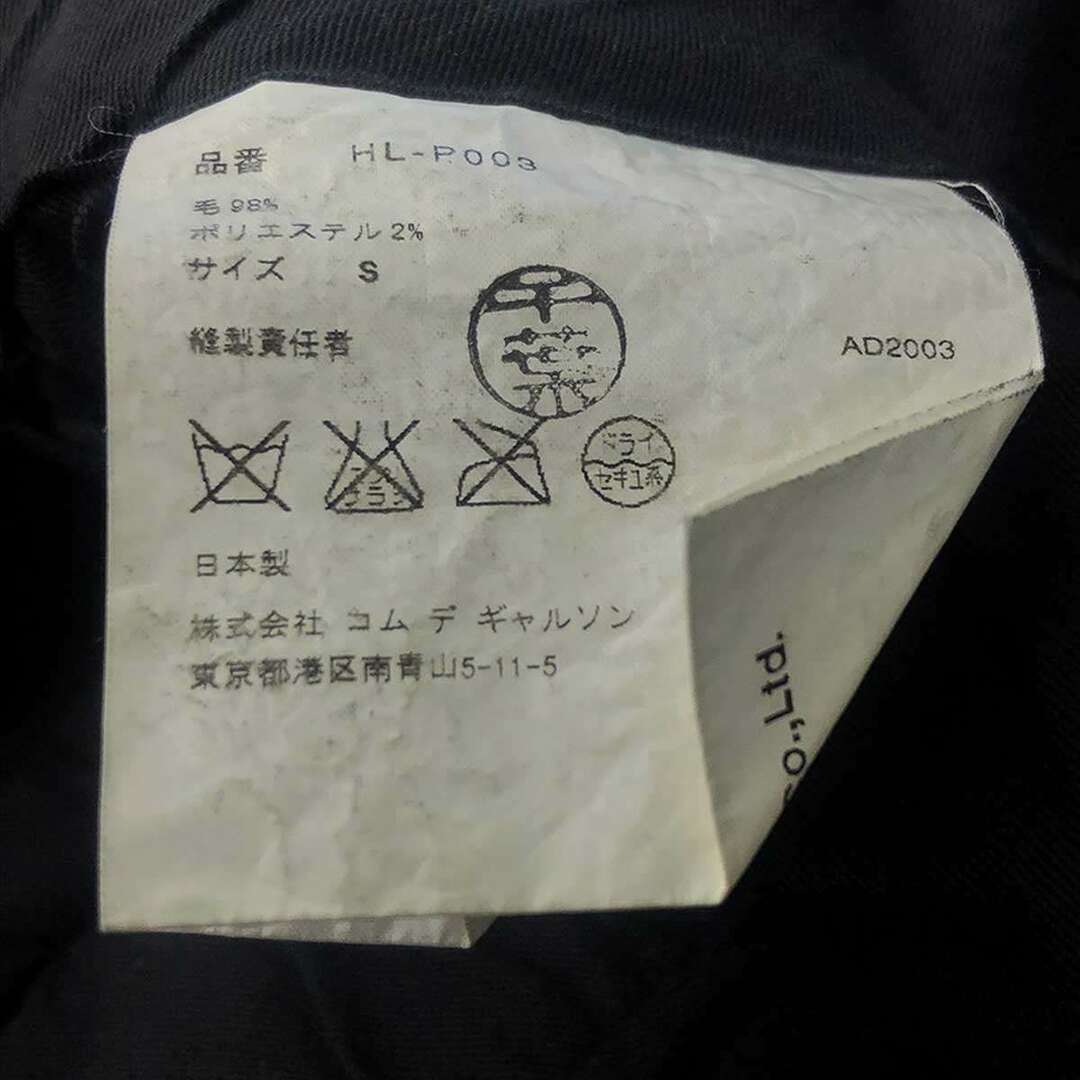 品番 HL-P003
毛 98%
ポリエステル 2%
サイズ S
縫製責任者
AD2003
ドライ
セキユ系
日本製
株式会社 コム デ ギャルソン
東京都港区南青山5-11-5
Ltd.